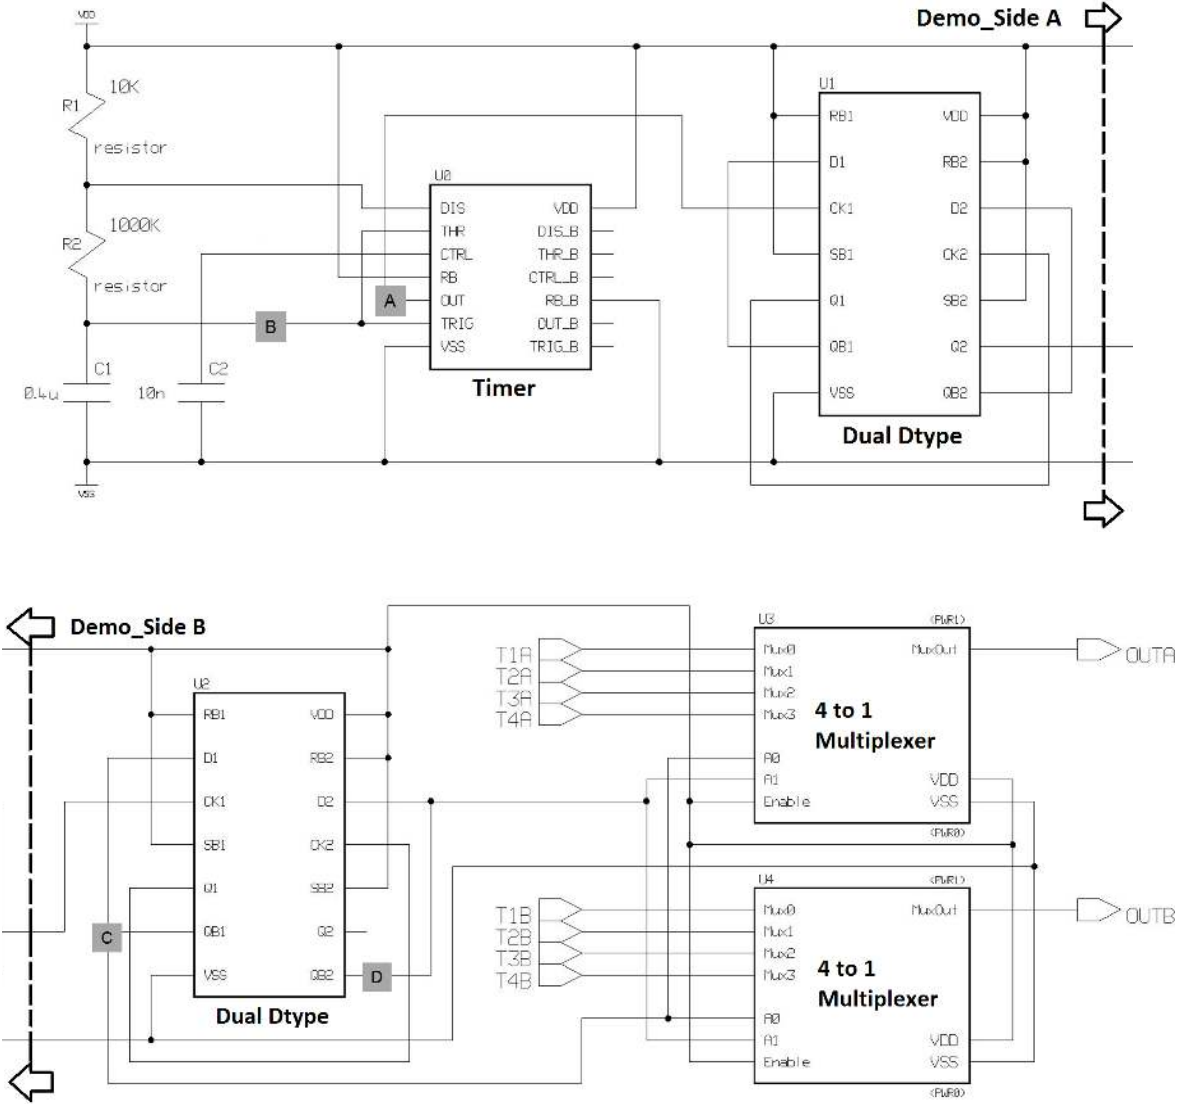 VDD
Demo_Side A
10K
R1
resistor
1000K
R2
resistor
B
C1
0.4u
C2
10n
VSS
A
U0
DIS VDD
THR DIS_B
CTRL THR_B
RB CTRL_B
OUT RB_B
TRIG OUT_B
VSS TRIG_B
Timer
U1
RB1 VDD
D1 RB2
CK1 D2
SB1 CK2
Q1 SB2
QB1 Q2
VSS QB2
Dual Dtype
Demo_Side B
U2
RB1 VDD
D1 RB2
CK1 D2
SB1 CK2
Q1 SB2
QB1 Q2
VSS QB2
C
D
Dual Dtype
T1A
T2A
T3A
T4A
U3 (PWR1)
Mux0 MuxOut
Mux1
Mux2
Mux3
4 to 1
Multiplexer
A0
A1 VDD
Enable VSS
(PWR0)
OUTA
T1B
T2B
T3B
T4B
U4 (PWR1)
Mux0 MuxOut
Mux1
Mux2
Mux3
4 to 1
Multiplexer
A0
A1 VDD
Enable VSS
(PWR0)
OUTB